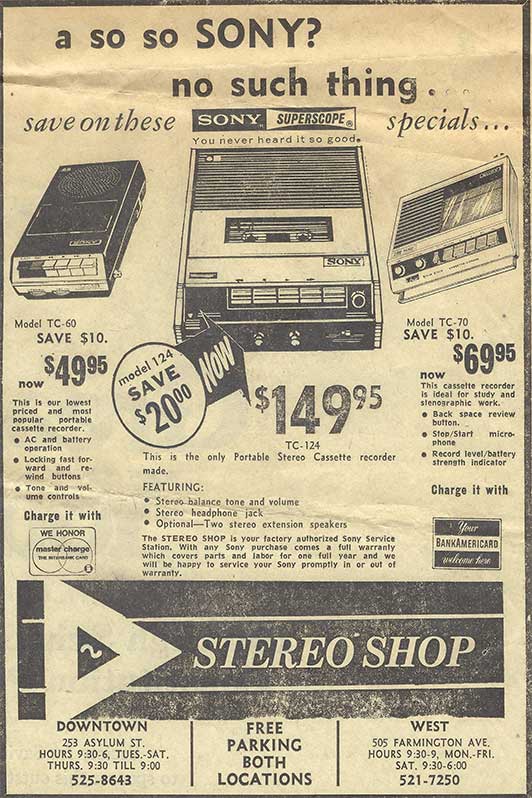 a so so SONY?
no such thing...
save on these SONY SUPERSCOPE® specials...
You never heard it so good®
SONY
Model TC-60
SAVE $10.
now $49 95
This is our lowest
priced and most
popular portable
cassette recorder.
● AC and battery
operation
● Locking fast for-
ward and re-
wind buttons
● Tone and vol-
ume controls
Charge it with
WE HONOR
master charge
THE INTERBANK CARD
SONY
model 124
SAVE
$20 00
NOW
$149 95
TC-124
This is the only Portable Stereo Cassette recorder
made.
FEATURING:
● Stereo balance tone and volume
● Stereo headphone jack
● Optional—Two stereo extension speakers
The STEREO SHOP is your factory authorized Sony Service
Station. With any Sony purchase comes a full warranty
which covers parts and labor for one full year and we
will be happy to service your Sony promptly in or out of
warranty.
Model TC-70
SAVE $10.
now $69 95
This cassette recorder
is ideal for study and
stenographic work.
● Back space review
button.
● Stop/Start micro-
phone
● Record level/battery
strength indicator
Charge it with
Your
BANKAMERICARD
welcome here
STEREO SHOP
DOWNTOWN
253 ASYLUM ST.
HOURS 9:30-6, TUES.-SAT.
THURS. 9:30 TILL 9:00
525-8643
FREE
PARKING
BOTH
LOCATIONS
WEST
505 FARMINGTON AVE.
HOURS 9:30-9, MON.-FRI.
SAT. 9:30-6:00
521-7250